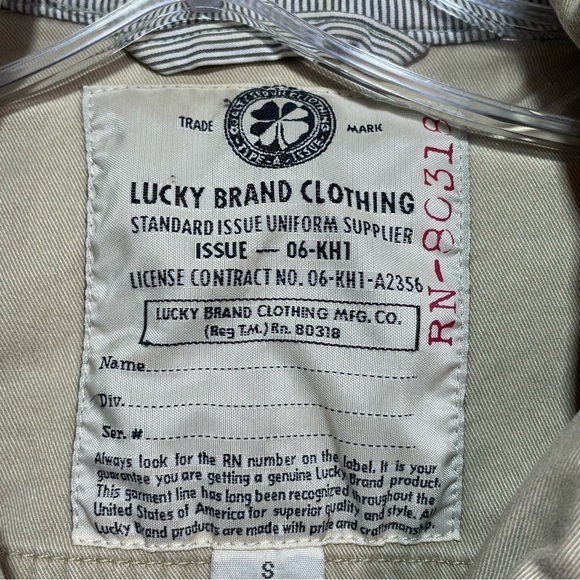 TRADE MARK
TYPE-A-ISSUE
LUCKY BRAND CLOTHING
STANDARD ISSUE UNIFORM SUPPLIER
ISSUE — 06-KH1
LICENSE CONTRACT NO. 06-KH1-A2356
LUCKY BRAND CLOTHING MFG. CO.
(Reg T.M.) Rn. 80318
RN-80318
Name
Div.
Ser. #
Always look for the RN number on the label. It is your
guarantee you are getting a genuine Lucky Brand product.
This garment line has long been recognized throughout the
United States of America for superior quality and style. All
Lucky Brand products are made with pride and craftmanship.
S